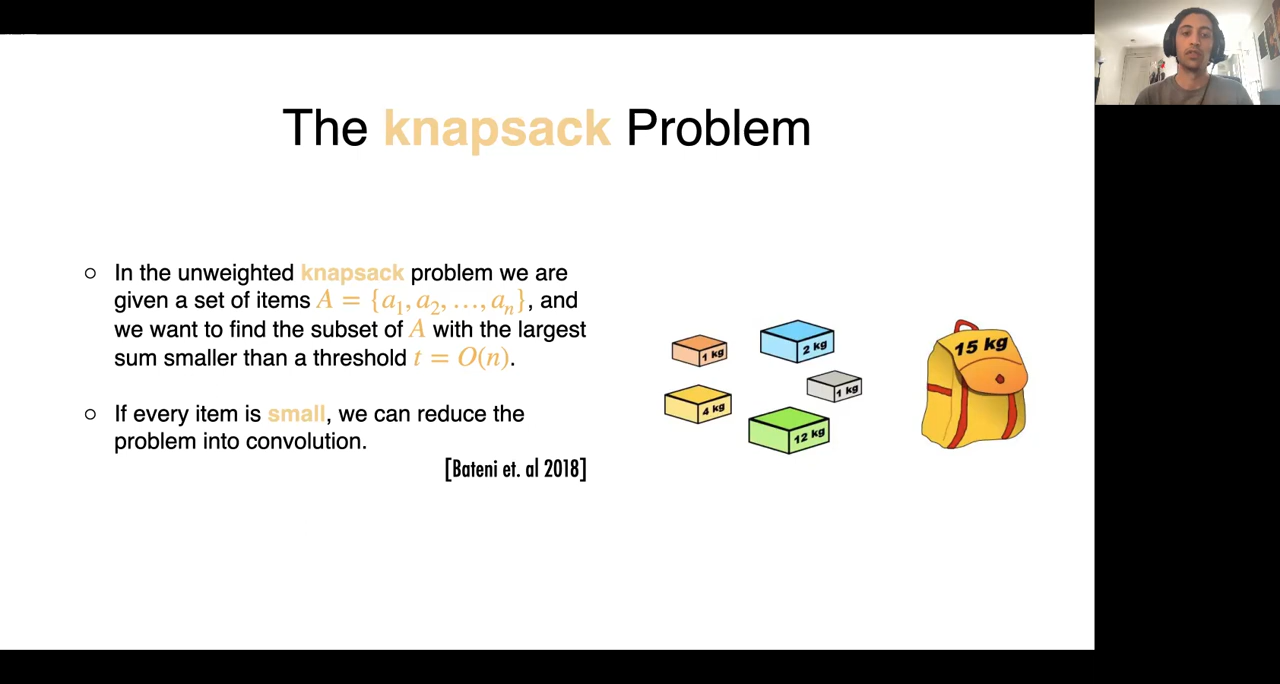 The knapsack Problem
○ In the unweighted knapsack problem we are
given a set of items A = {a₁, a₂, …, aₙ}, and
we want to find the subset of A with the largest
sum smaller than a threshold t = O(n).
○ If every item is small, we can reduce the
problem into convolution.
[Bateni et. al 2018]
1 kg
2 kg
1 kg
4 kg
12 kg
15 kg